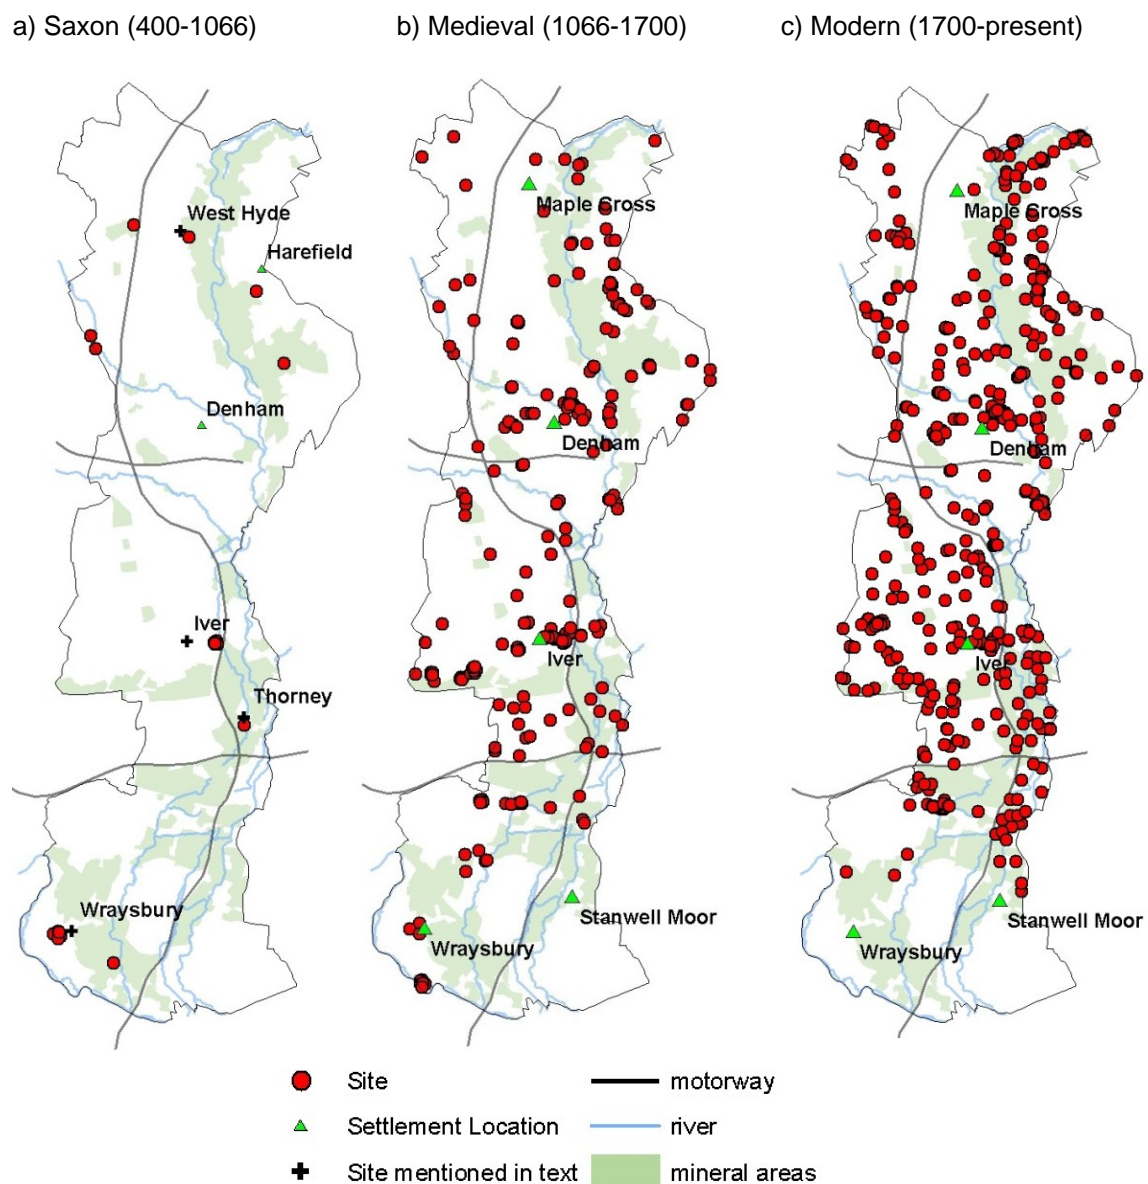 a) Saxon (400-1066)
b) Medieval (1066-1700)
c) Modern (1700-present)
West Hyde
Harefield
Denham
Iver
Thorney
Wraysbury
Maple Cross
Denham
Iver
Stanwell Moor
Wraysbury
Maple Cross
Denham
Iver
Stanwell Moor
Wraysbury
Site
motorway
Settlement Location
river
Site mentioned in text
mineral areas